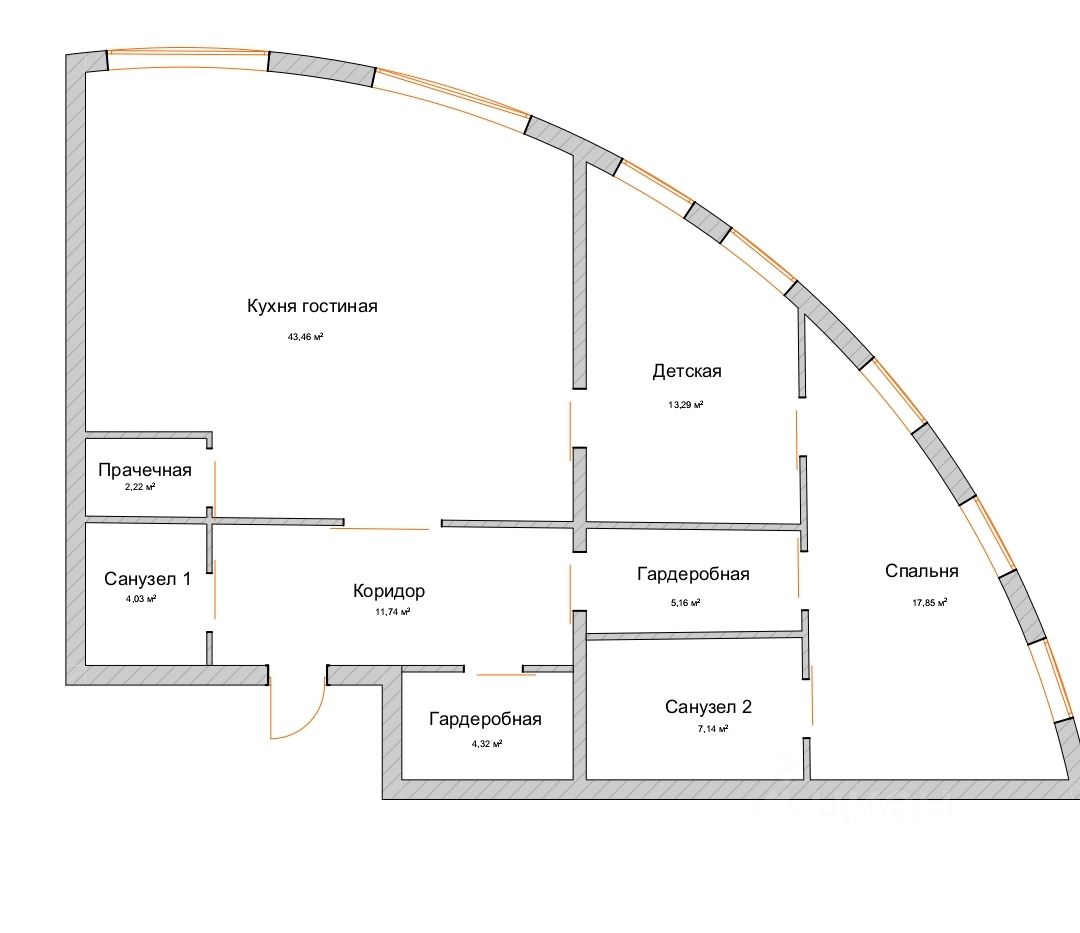 Кухня гостиная
43,46 м²
Детская
13,29 м²
Прачечная
2,22 м²
Санузел 1
4,03 м²
Коридор
11,74 м²
Гардеробная
5,16 м²
Спальня
17,85 м²
Гардеробная
4,32 м²
Санузел 2
7,14 м²